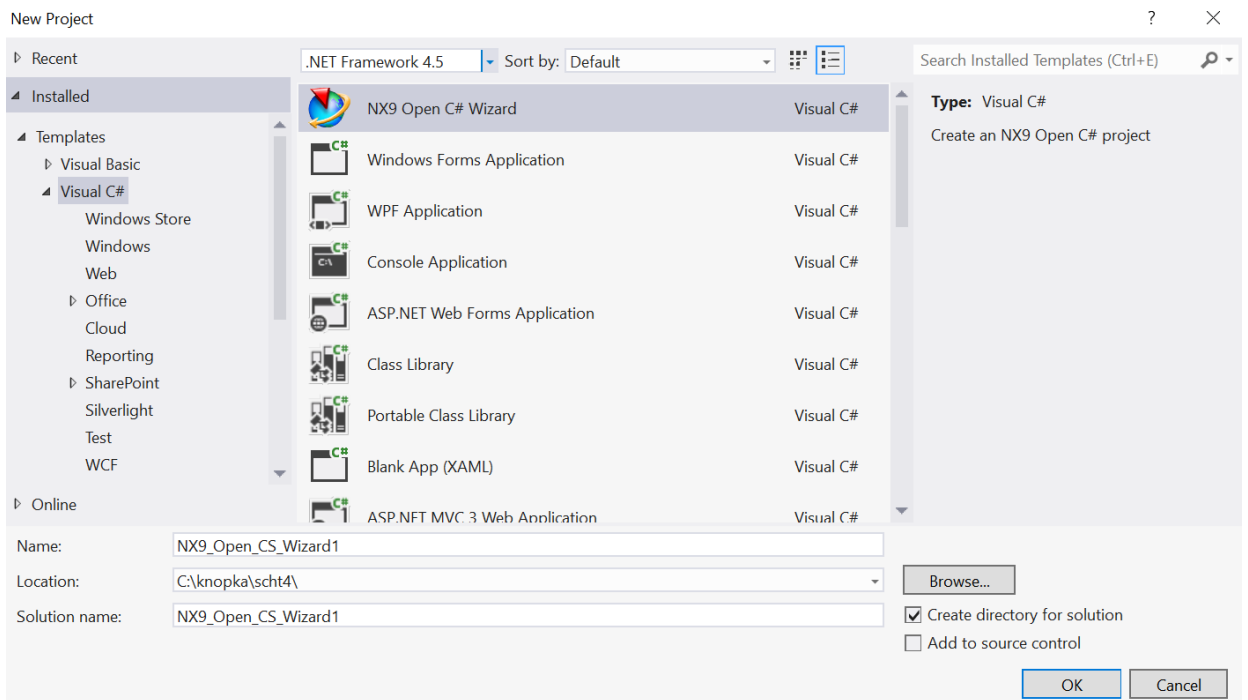 New Project
?
Recent
.NET Framework 4.5
Sort by:
Default
Search Installed Templates (Ctrl+E)
Installed
Templates
Visual Basic
Visual C#
Windows Store
Windows
Web
Office
Cloud
Reporting
SharePoint
Silverlight
Test
WCF
Online
NX9 Open C# Wizard Visual C#
Windows Forms Application Visual C#
WPF Application Visual C#
Console Application Visual C#
ASP.NET Web Forms Application Visual C#
Class Library Visual C#
Portable Class Library Visual C#
Blank App (XAML) Visual C#
ASP.NET MVC 3 Web Application Visual C#
Type: Visual C#
Create an NX9 Open C# project
Name: NX9_Open_CS_Wizard1
Location: C:\knopka\scht4\
Browse...
Solution name: NX9_Open_CS_Wizard1
Create directory for solution
Add to source control
OK
Cancel